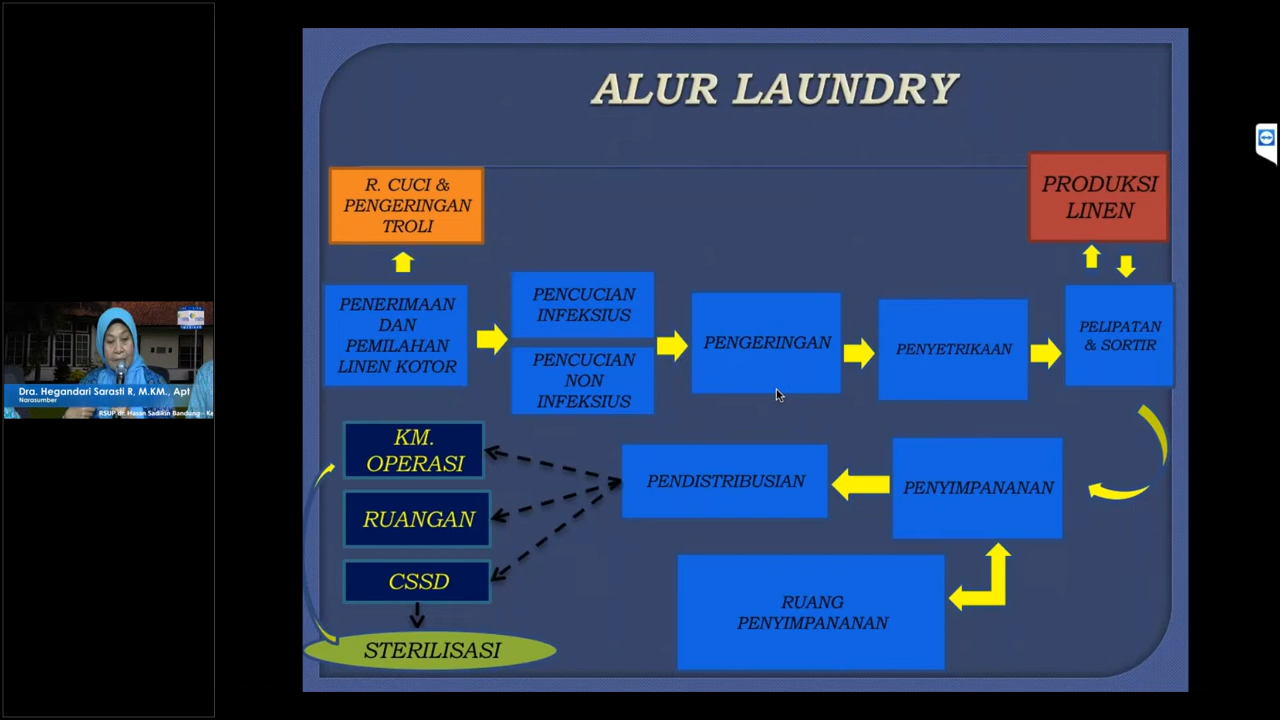 ALUR LAUNDRY
R. CUCI &
PENGERINGAN
TROLI
PRODUKSI
LINEN
PENERIMAAN
DAN
PEMILAHAN
LINEN KOTOR
PENCUCIAN
INFEKSIUS
PENCUCIAN
NON
INFEKSIUS
PENGERINGAN
PENYETRIKAAN
PELIPATAN
& SORTIR
KM.
OPERASI
RUANGAN
CSSD
STERILISASI
PENDISTRIBUSIAN
PENYIMPANANAN
RUANG
PENYIMPANANAN
Dra. Hegandari Sarasti R, M.KM., Apt
Narasumber
RSUP dr. Hasan Sadikin Bandung - Ke